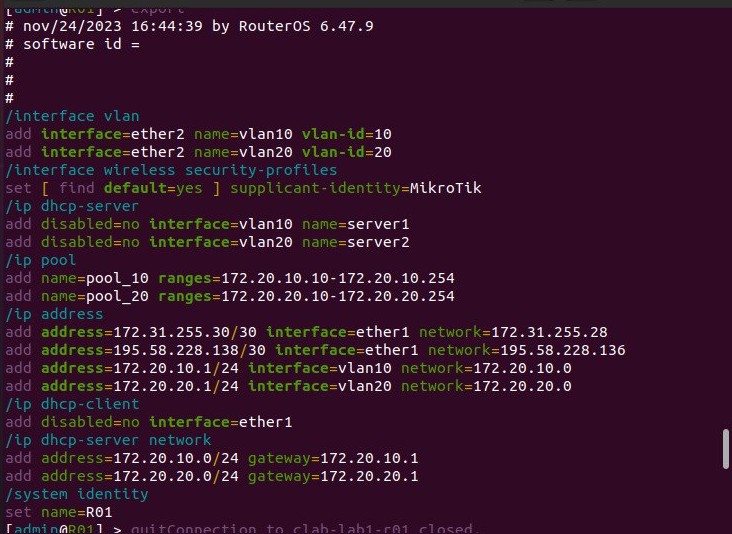 [admin@R01] > export
# nov/24/2023 16:44:39 by RouterOS 6.47.9
# software id =
#
#
#
/interface vlan
add interface=ether2 name=vlan10 vlan-id=10
add interface=ether2 name=vlan20 vlan-id=20
/interface wireless security-profiles
set [ find default=yes ] supplicant-identity=MikroTik
/ip dhcp-server
add disabled=no interface=vlan10 name=server1
add disabled=no interface=vlan20 name=server2
/ip pool
add name=pool_10 ranges=172.20.10.10-172.20.10.254
add name=pool_20 ranges=172.20.20.10-172.20.20.254
/ip address
add address=172.31.255.30/30 interface=ether1 network=172.31.255.28
add address=195.58.228.138/30 interface=ether1 network=195.58.228.136
add address=172.20.10.1/24 interface=vlan10 network=172.20.10.0
add address=172.20.20.1/24 interface=vlan20 network=172.20.20.0
/ip dhcp-client
add disabled=no interface=ether1
/ip dhcp-server network
add address=172.20.10.0/24 gateway=172.20.10.1
add address=172.20.20.0/24 gateway=172.20.20.1
/system identity
set name=R01
[admin@R01] > quitConnection to clab-lab1-r01 closed.